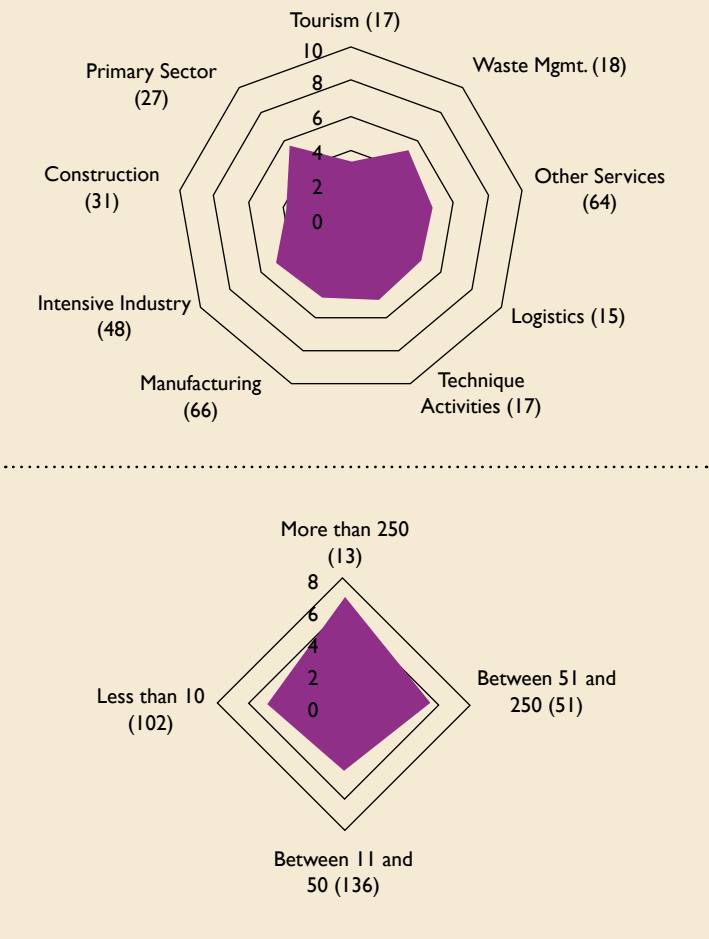 Tourism (17)
10
8
6
4
2
0
Waste Mgmt. (18)
Other Services
(64)
Logistics (15)
Technique
Activities (17)
Manufacturing
(66)
Intensive Industry
(48)
Construction
(31)
Primary Sector
(27)
More than 250
(13)
8
6
4
2
0
Between 51 and
250 (51)
Between 11 and
50 (136)
Less than 10
(102)